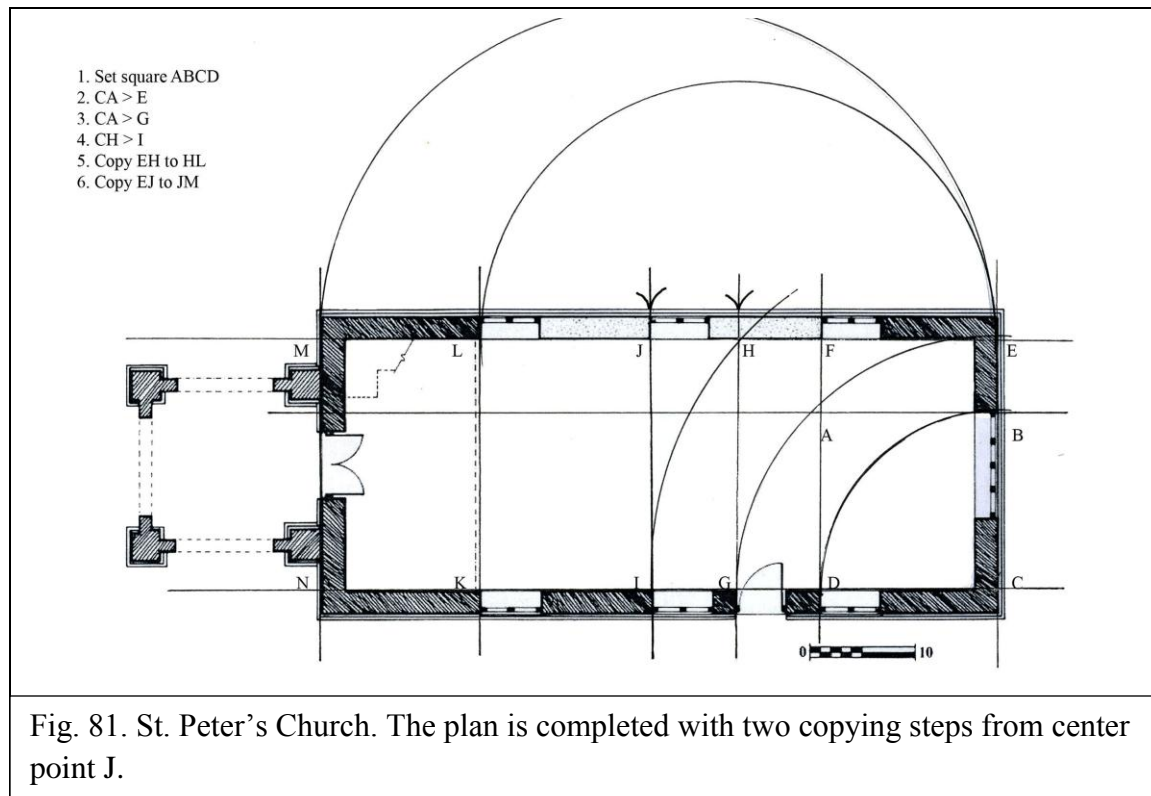 1. Set square ABCD
2. CA > E
3. CA > G
4. CH > I
5. Copy EH to HL
6. Copy EJ to JM
M L J H F E
A B
N K I G D C
0 10
Fig. 81. St. Peter’s Church. The plan is completed with two copying steps from center
point J.